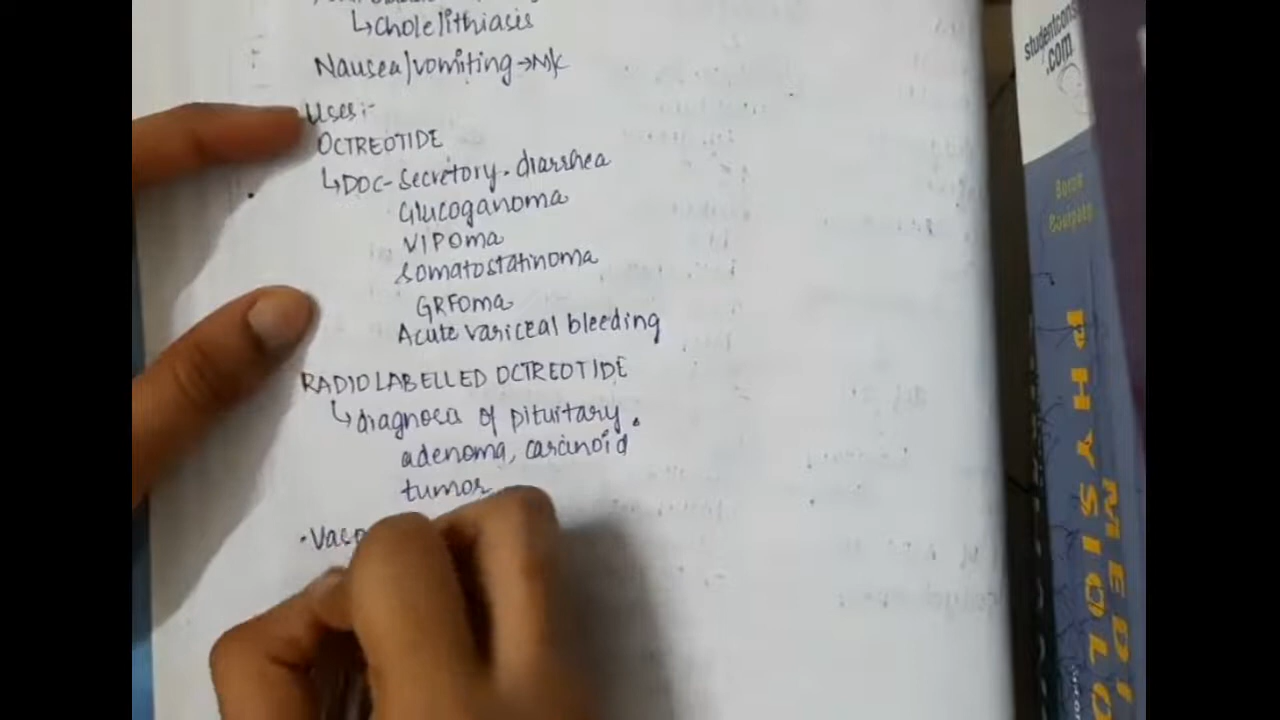 ↳Cholelithiasis
Nausea/vomiting→M/C
Uses:-
OCTREOTIDE
↳DOC-Secretory. diarrhea
Glucoganoma
VIPOma
Somatostatinoma
GRFOma
Acute variceal bleeding
RADIOLABELLED OCTREOTIDE
↳diagnosis of pituitary.
adenoma, carcinoid
tumor
studentcons
.com
PHYSIOLO
MEDI